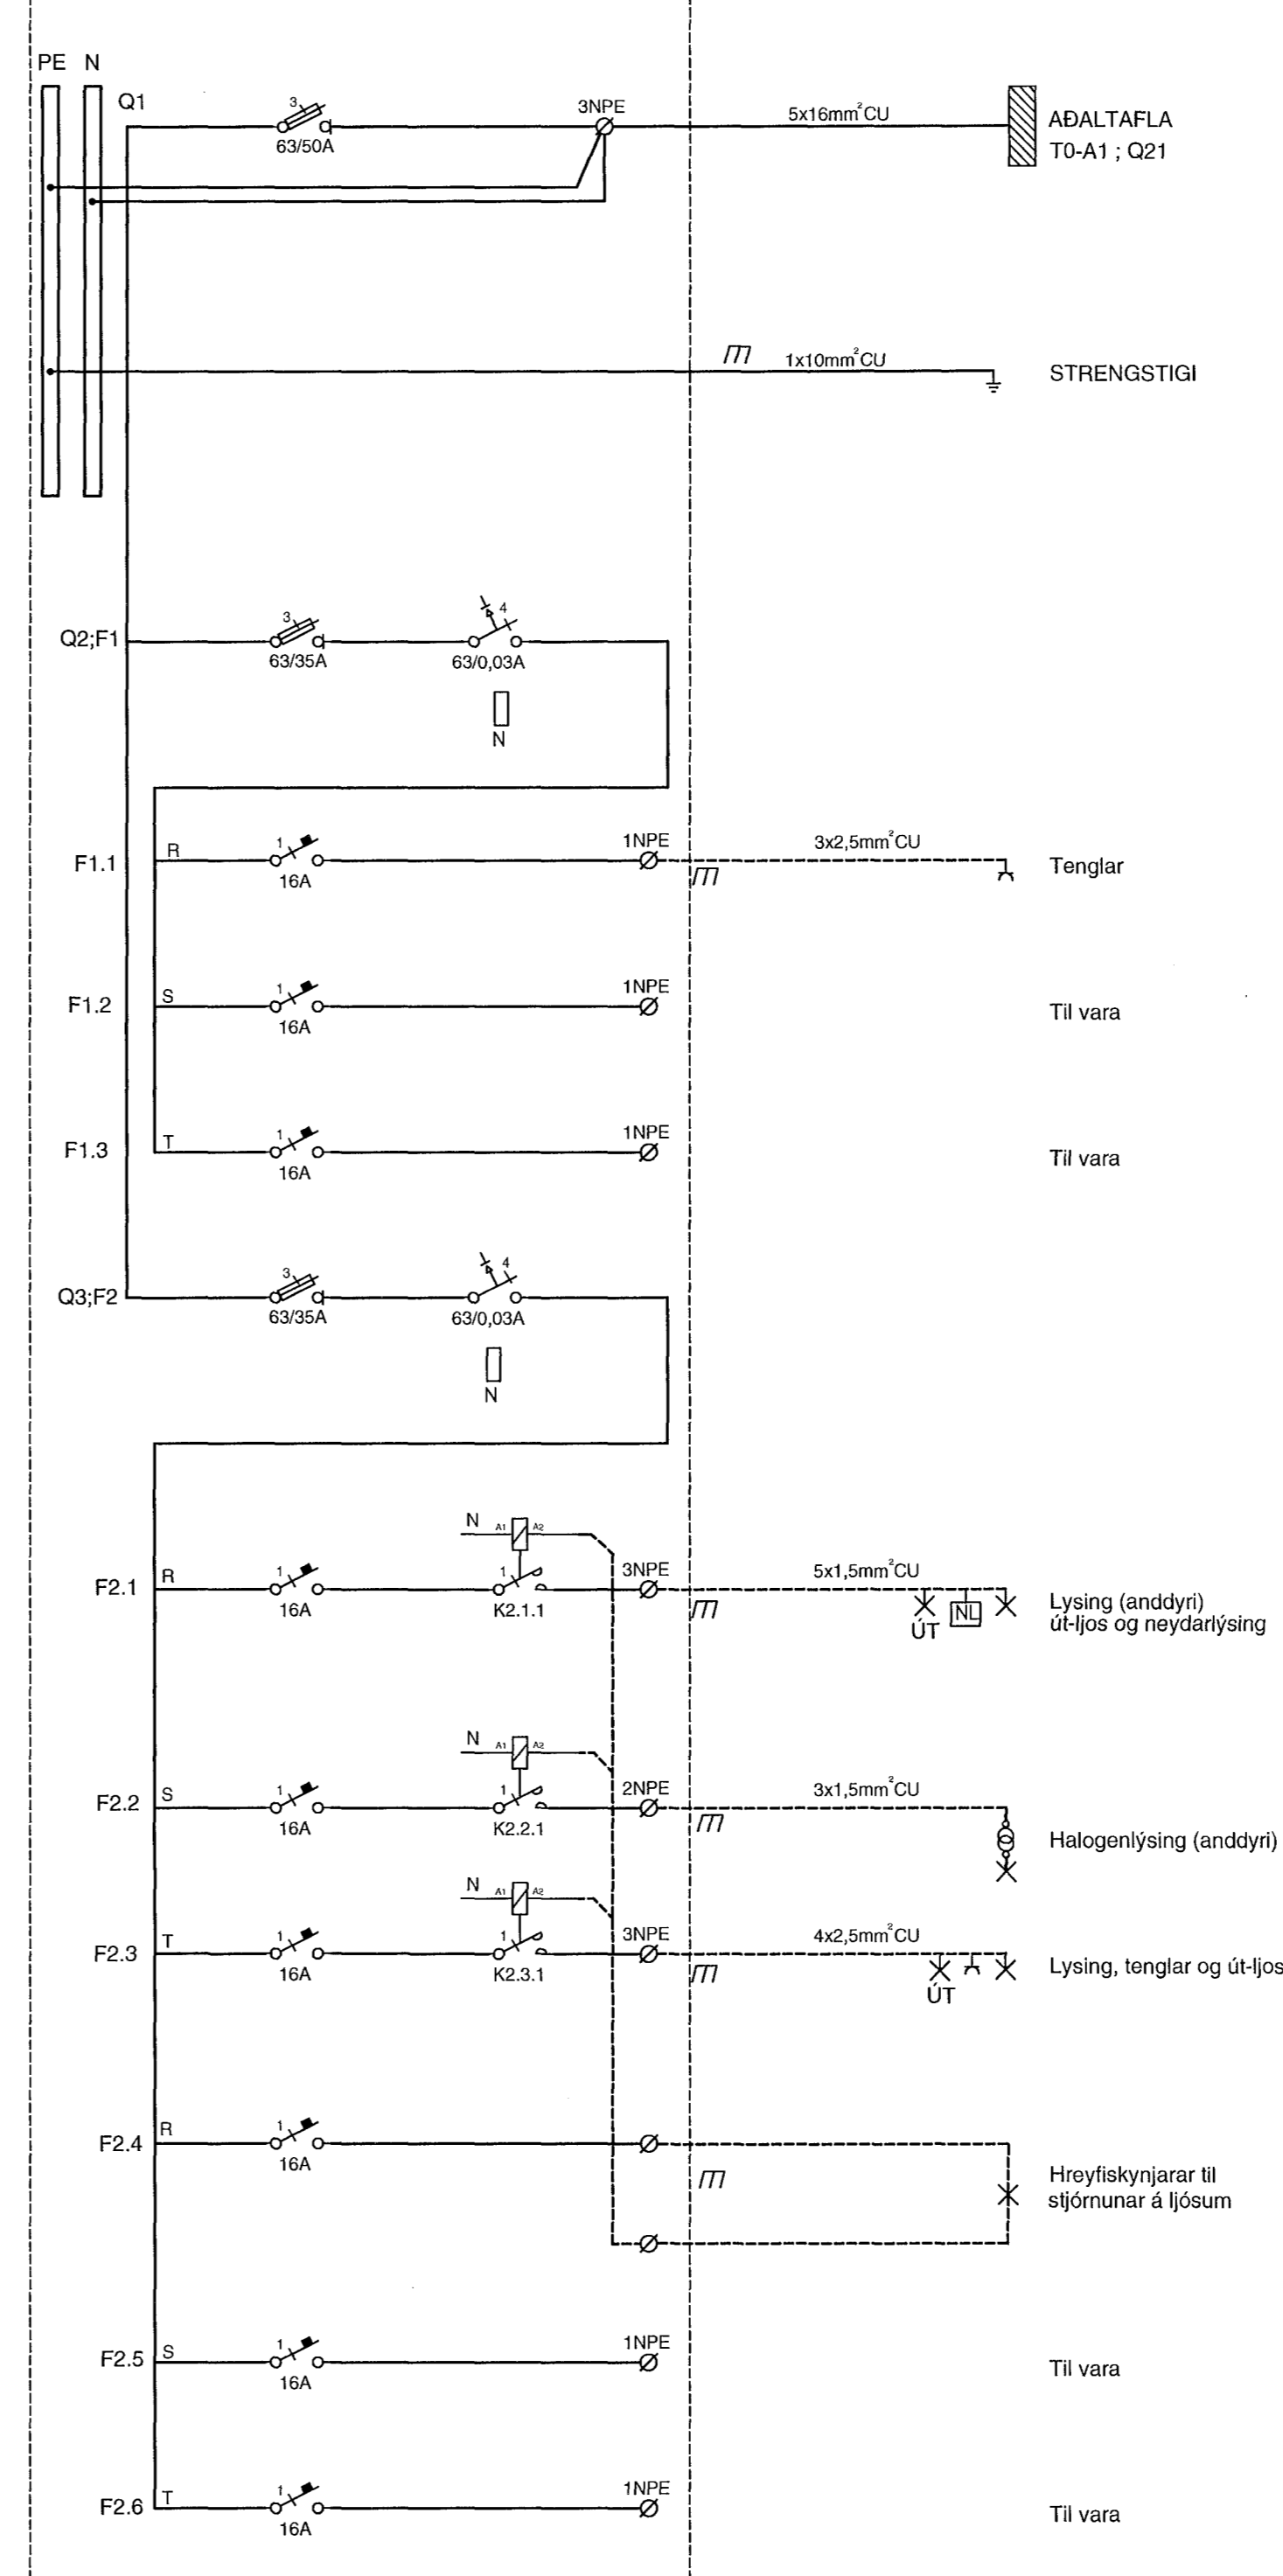 PE N
Q1
3
63/50A
3NPE
5x16mm²CU
AÐALTAFLA
T0-A1 ; Q21
1x10mm²CU
STRENGSTIGI
Q2;F1
3
63/35A
4
63/0,03A
N
F1.1
R
1
16A
1NPE
3x2,5mm²CU
Tenglar
F1.2
S
1
16A
1NPE
Til vara
F1.3
T
1
16A
1NPE
Til vara
Q3;F2
3
63/35A
4
63/0,03A
N
N A1 A2
F2.1
R
1
16A
1
K2.1.1
3NPE
5x1,5mm²CU
ÚT
NL
Lysing (anddyri)
út-ljos og neydarlýsing
N A1 A2
F2.2
S
1
16A
1
K2.2.1
2NPE
3x1,5mm²CU
Halogenlýsing (anddyri)
N A1 A2
F2.3
T
1
16A
1
K2.3.1
3NPE
4x2,5mm²CU
ÚT
Lysing, tenglar og út-ljos
F2.4
R
1
16A
Hreyfiskynjarar til
stjórnunar á ljósum
F2.5
S
1
16A
1NPE
Til vara
F2.6
T
1
16A
1NPE
Til vara